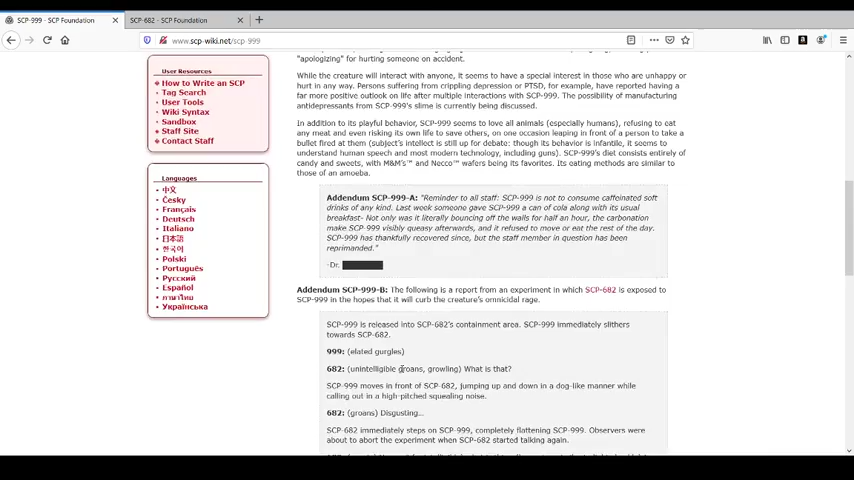 SCP-999 - SCP Foundation
SCP-682 - SCP Foundation
www.scp-wiki.net/scp-999
User Resources
How to Write an SCP
Tag Search
User Tools
Wiki Syntax
Sandbox
Staff Site
Contact Staff
Languages
中文
Česky
Français
Deutsch
Italiano
日本語
한국어
Polski
Português
Русский
Español
ภาษาไทย
Українська
"apologizing" for hurting someone on accident.
While the creature will interact with anyone, it seems to have a special interest in those who are unhappy or
hurt in any way. Persons suffering from crippling depression or PTSD, for example, have reported having a
far more positive outlook on life after multiple interactions with SCP-999. The possibility of manufacturing
antidepressants from SCP-999's slime is currently being discussed.
In addition to its playful behavior, SCP-999 seems to love all animals (especially humans), refusing to eat
any meat and even risking its own life to save others, on one occasion leaping in front of a person to take a
bullet fired at them (subject's intellect is still up for debate: though its behavior is infantile, it seems to
understand human speech and most modern technology, including guns). SCP-999's diet consists entirely of
candy and sweets, with M&M's™ and Necco™ wafers being its favorites. Its eating methods are similar to
those of an amoeba.
Addendum SCP-999-A: "Reminder to all staff: SCP-999 is not to consume caffeinated soft
drinks of any kind. Last week someone gave SCP-999 a can of cola along with its usual
breakfast- Not only was it literally bouncing off the walls for half an hour, the carbonation
make SCP-999 visibly queasy afterwards, and it refused to move or eat the rest of the day.
SCP-999 has thankfully recovered since, but the staff member in question has been
reprimanded."
-Dr.
Addendum SCP-999-B: The following is a report from an experiment in which SCP-682 is exposed to
SCP-999 in the hopes that it will curb the creature's omnicidal rage.
SCP-999 is released into SCP-682's containment area. SCP-999 immediately slithers
towards SCP-682.
999: (elated gurgles)
682: (unintelligible groans, growling) What is that?
SCP-999 moves in front of SCP-682, jumping up and down in a dog-like manner while
calling out in a high-pitched squealing noise.
682: (groans) Disgusting…
SCP-682 immediately steps on SCP-999, completely flattening SCP-999. Observers were
about to abort the experiment when SCP-682 started talking again.